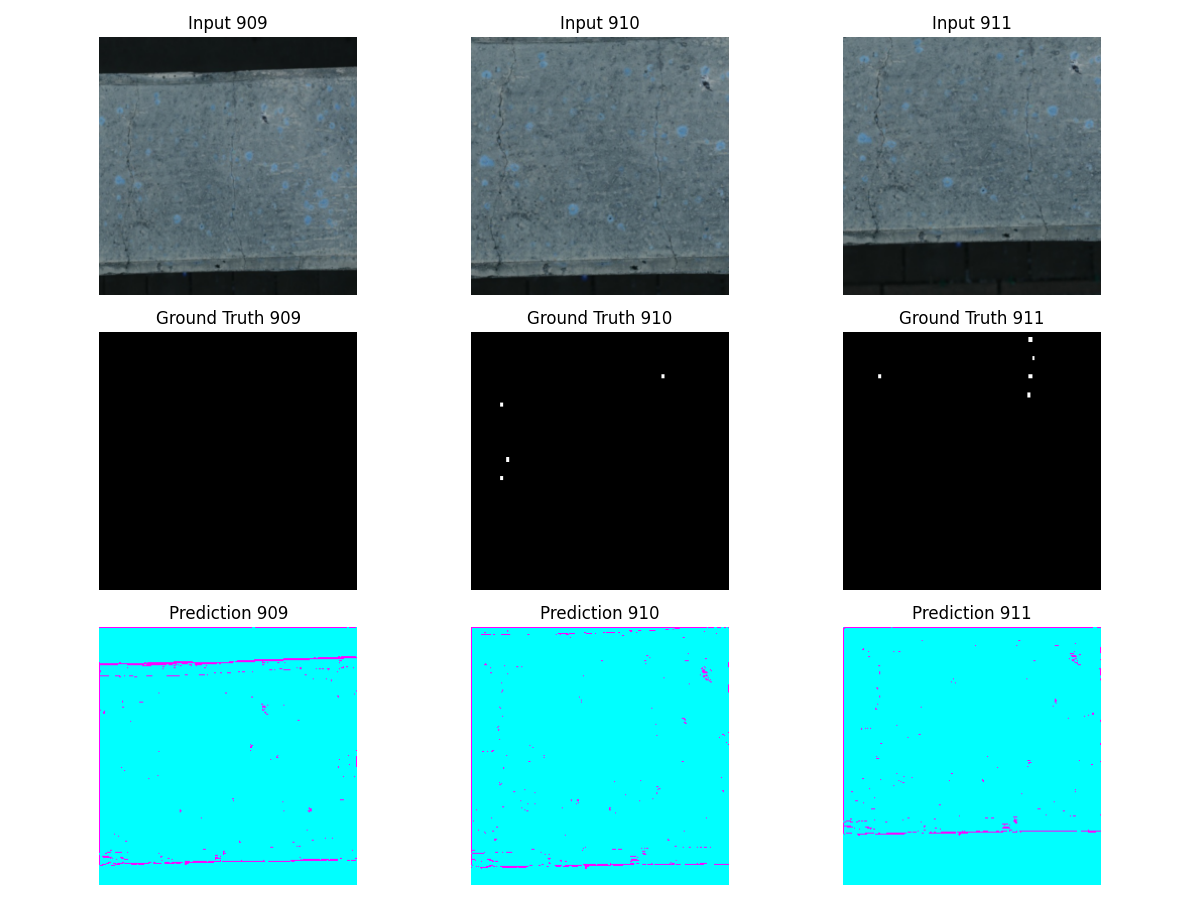 Input 909
Input 910
Input 911
Ground Truth 909
Ground Truth 910
Ground Truth 911
Prediction 909
Prediction 910
Prediction 911